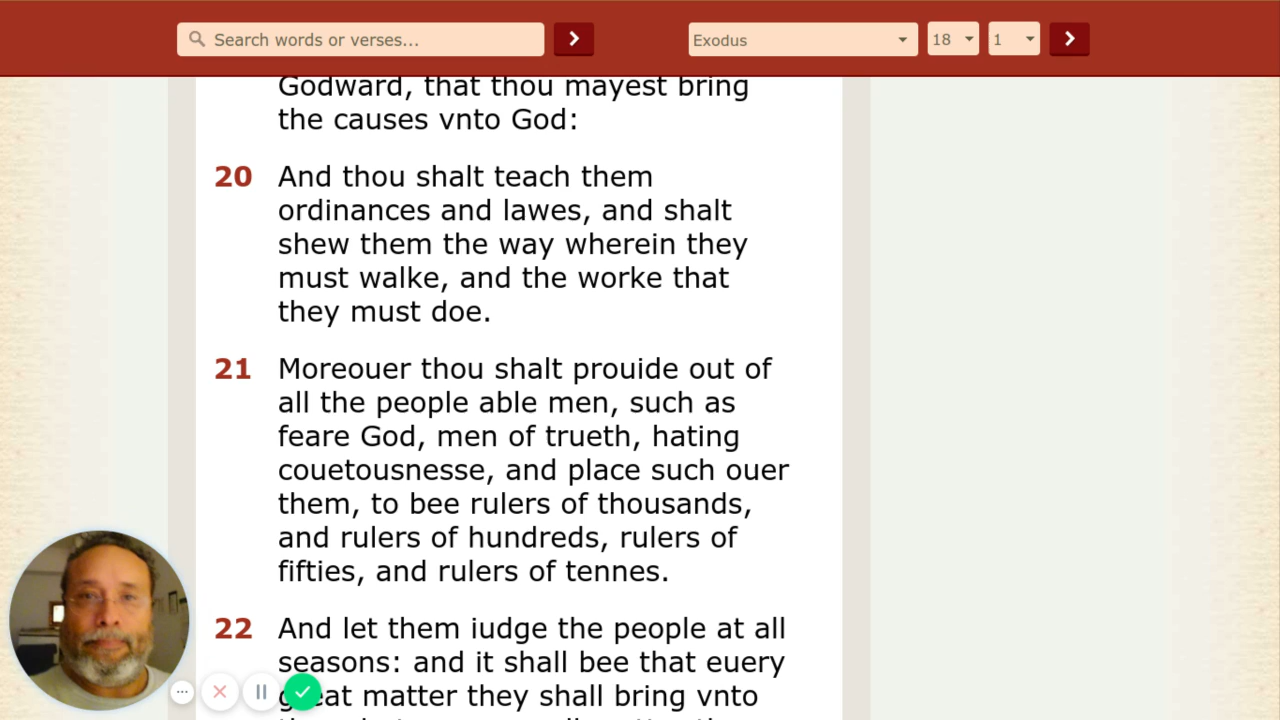 Search words or verses...
Exodus
18
1
Godward, that thou mayest bring
the causes vnto God:
20 And thou shalt teach them
ordinances and lawes, and shalt
shew them the way wherein they
must walke, and the worke that
they must doe.
21 Moreouer thou shalt prouide out of
all the people able men, such as
feare God, men of trueth, hating
couetousnesse, and place such ouer
them, to bee rulers of thousands,
and rulers of hundreds, rulers of
fifties, and rulers of tennes.
22 And let them iudge the people at all
seasons: and it shall bee that euery
great matter they shall bring vnto